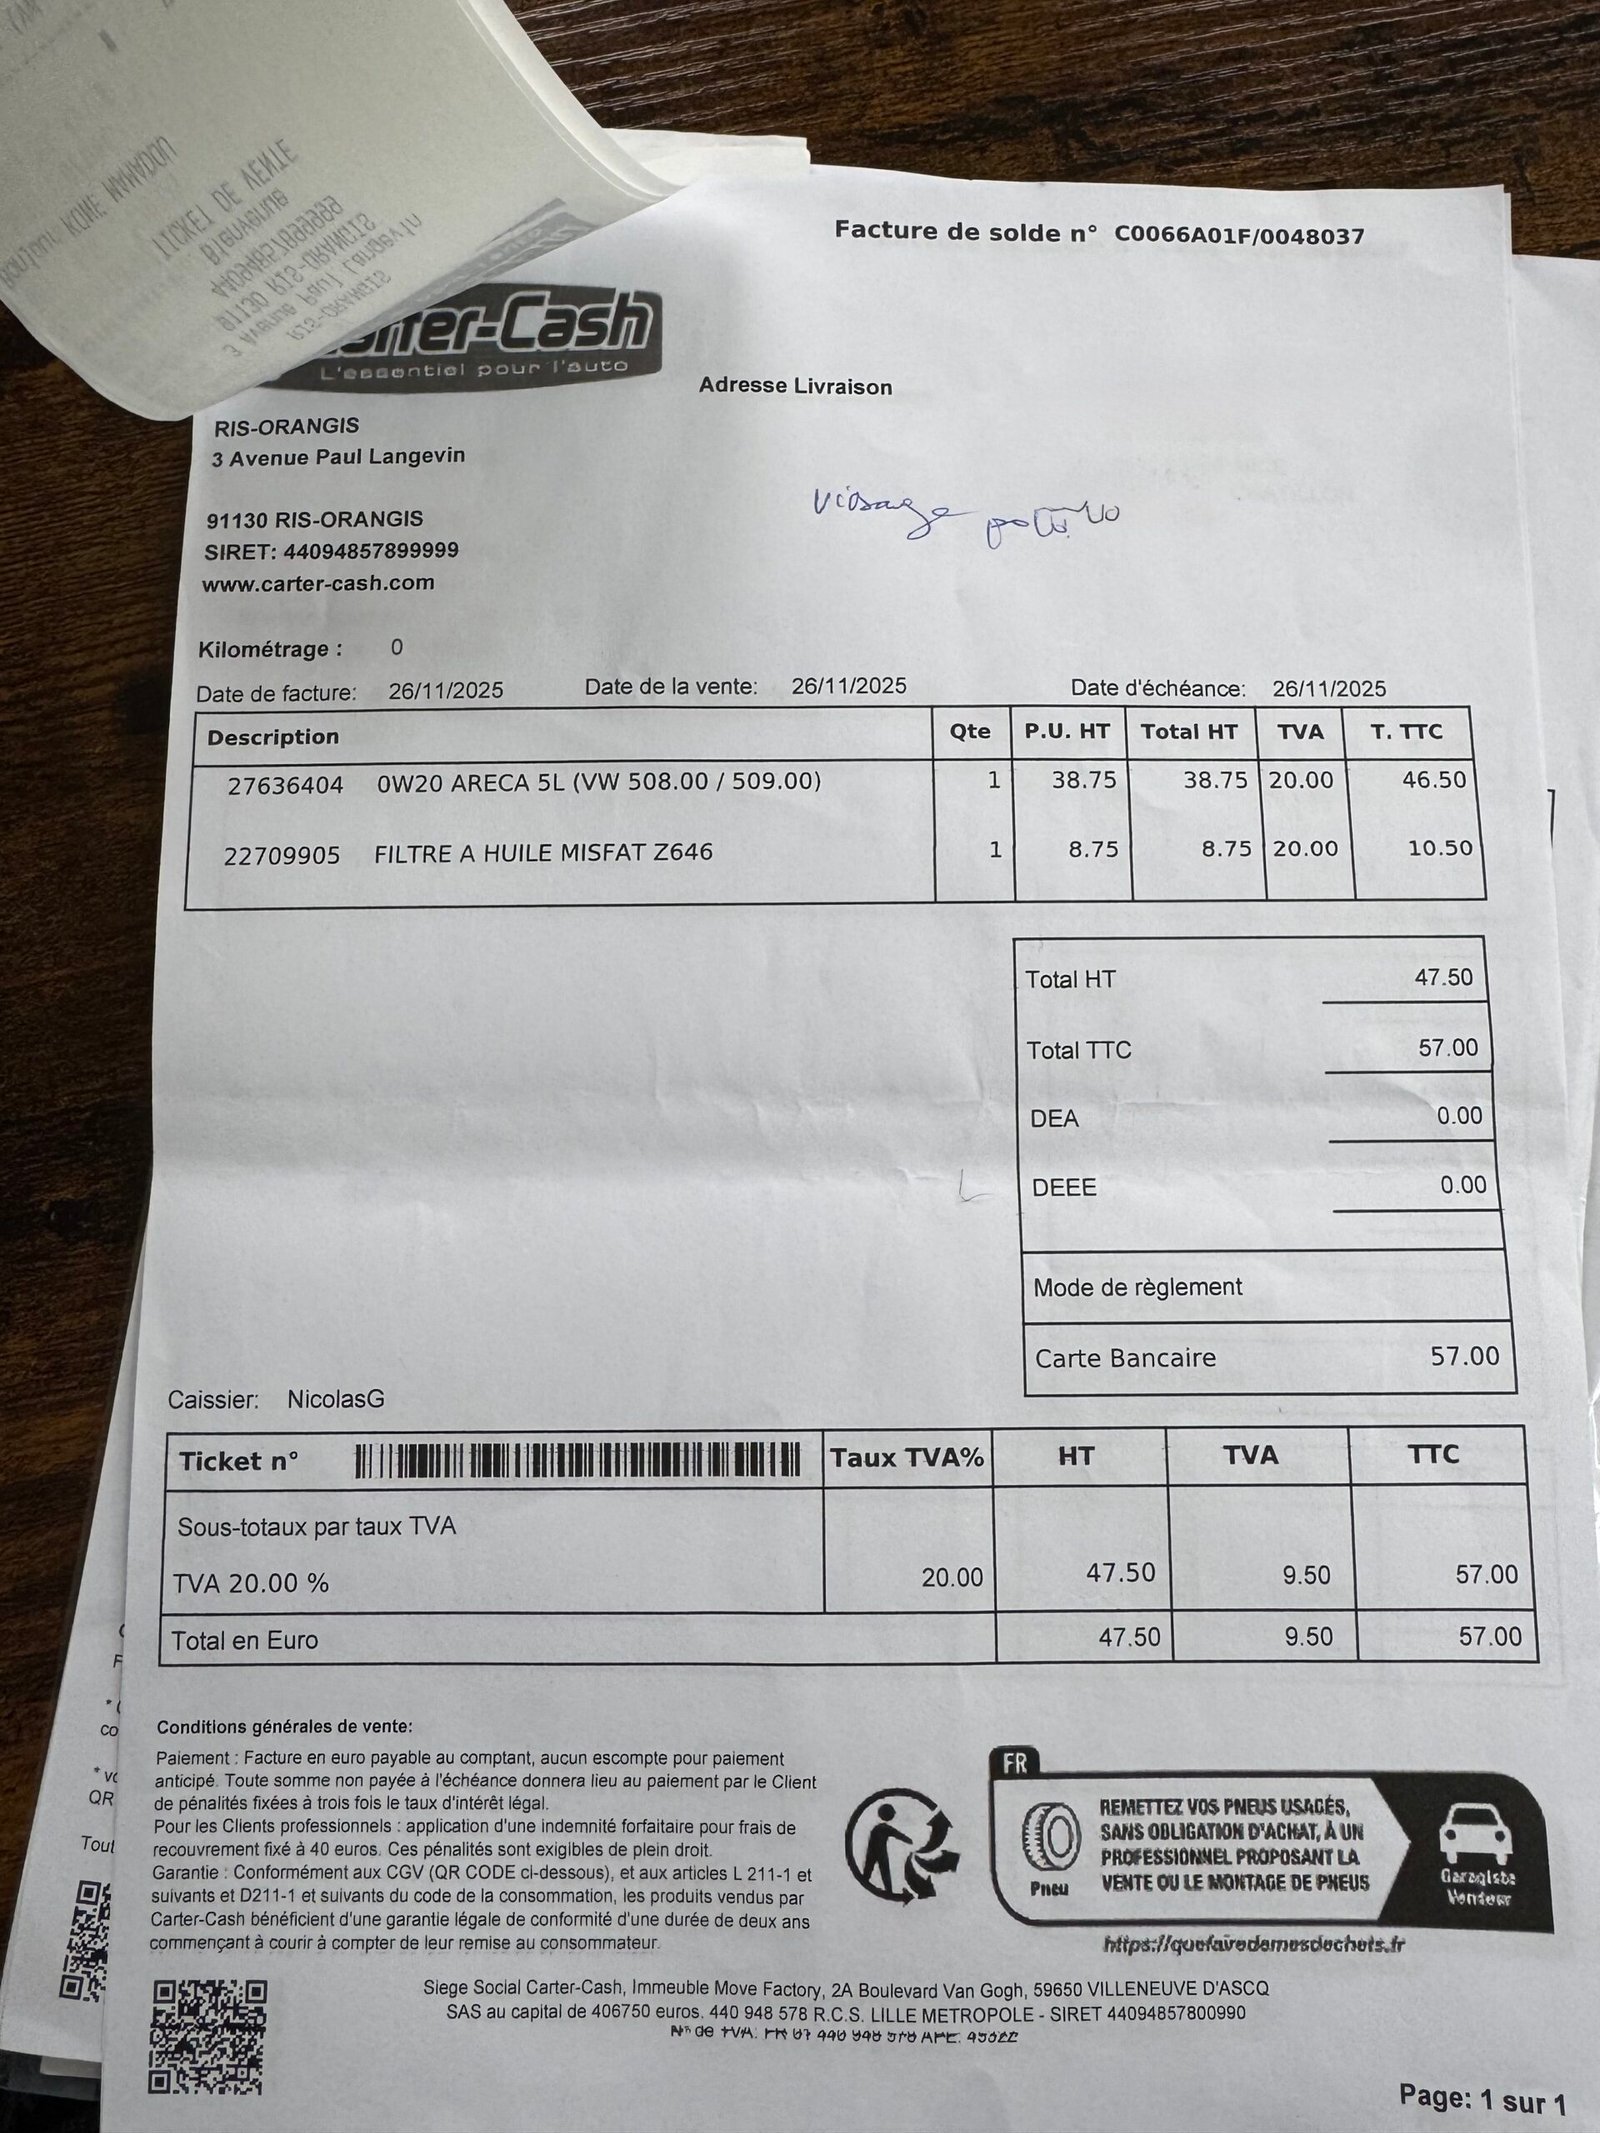 TICKET DE VENTE
Bienvenue
44094857899999
91130 RIS-ORANGIS
3 Avenue Paul Langevin
RIS-ORANGIS
Facture de solde n° C0066A01F/0048037
Carter-Cash
L'essentiel pour l'auto
Adresse Livraison
RIS-ORANGIS
3 Avenue Paul Langevin
91130 RIS-ORANGIS
SIRET: 44094857899999
www.carter-cash.com
Kilométrage : 0
Date de facture: 26/11/2025 Date de la vente: 26/11/2025 Date d'échéance: 26/11/2025
Description Qte P.U. HT Total HT TVA T. TTC
27636404 0W20 ARECA 5L (VW 508.00 / 509.00) 1 38.75 38.75 20.00 46.50
22709905 FILTRE A HUILE MISFAT Z646 1 8.75 8.75 20.00 10.50
Total HT 47.50
Total TTC 57.00
DEA 0.00
DEEE 0.00
Mode de règlement
Carte Bancaire 57.00
Caissier: NicolasG
Ticket n° Taux TVA% HT TVA TTC
Sous-totaux par taux TVA
TVA 20.00 % 20.00 47.50 9.50 57.00
Total en Euro 47.50 9.50 57.00
Conditions générales de vente:
Paiement : Facture en euro payable au comptant, aucun escompte pour paiement
anticipé. Toute somme non payée à l'échéance donnera lieu au paiement par le Client
de pénalités fixées à trois fois le taux d'intérêt légal.
Pour les Clients professionnels : application d'une indemnité forfaitaire pour frais de
recouvrement fixé à 40 euros. Ces pénalités sont exigibles de plein droit.
Garantie : Conformément aux CGV (QR CODE ci-dessous), et aux articles L 211-1 et
suivants et D211-1 et suivants du code de la consommation, les produits vendus par
Carter-Cash bénéficient d'une garantie légale de conformité d'une durée de deux ans
commençant à courir à compter de leur remise au consommateur.
FR
Pneu
REMETTEZ VOS PNEUS USAGÉS,
SANS OBLIGATION D'ACHAT, À UN
PROFESSIONNEL PROPOSANT LA
VENTE OU LE MONTAGE DE PNEUS
Garagiste
Vendeur
https://quefairedemesdechets.fr
Siege Social Carter-Cash, Immeuble Move Factory, 2A Boulevard Van Gogh, 59650 VILLENEUVE D'ASCQ
SAS au capital de 406750 euros. 440 948 578 R.C.S. LILLE METROPOLE - SIRET 44094857800990
Page: 1 sur 1
QR
Tout